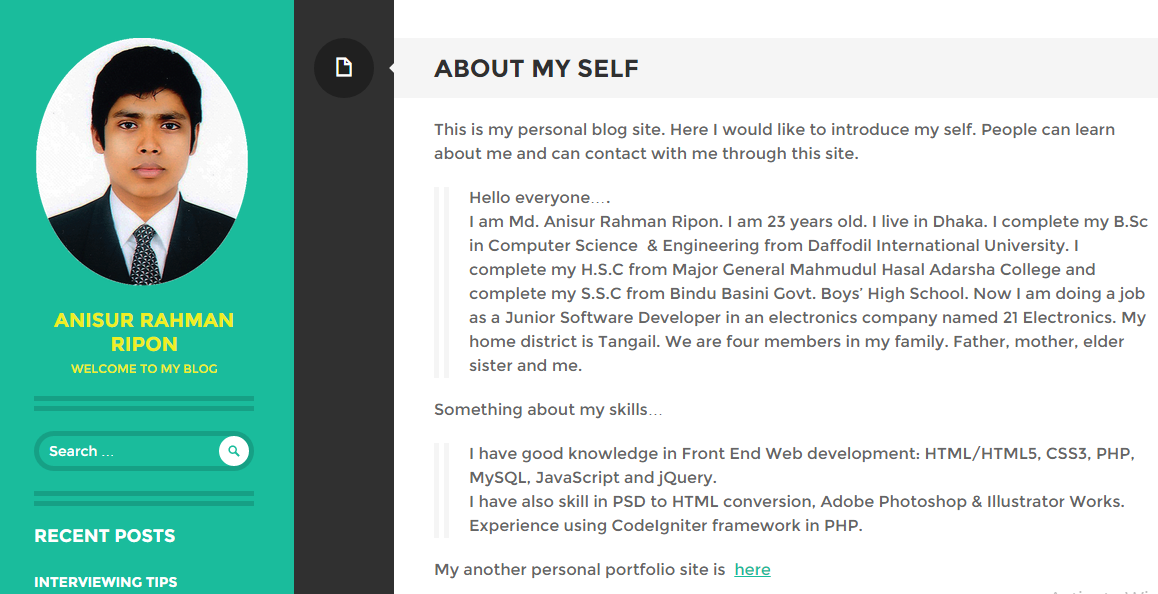 ANISUR RAHMAN
RIPON
WELCOME TO MY BLOG
Search ...
RECENT POSTS
INTERVIEWING TIPS
ABOUT MY SELF
This is my personal blog site. Here I would like to introduce my self. People can learn
about me and can contact with me through this site.
Hello everyone….
I am Md. Anisur Rahman Ripon. I am 23 years old. I live in Dhaka. I complete my B.Sc
in Computer Science  & Engineering from Daffodil International University. I
complete my H.S.C from Major General Mahmudul Hasal Adarsha College and
complete my S.S.C from Bindu Basini Govt. Boys’ High School. Now I am doing a job
as a Junior Software Developer in an electronics company named 21 Electronics. My
home district is Tangail. We are four members in my family. Father, mother, elder
sister and me.
Something about my skills…
I have good knowledge in Front End Web development: HTML/HTML5, CSS3, PHP,
MySQL, JavaScript and jQuery.
I have also skill in PSD to HTML conversion, Adobe Photoshop & Illustrator Works.
Experience using CodeIgniter framework in PHP.
My another personal portfolio site is  here